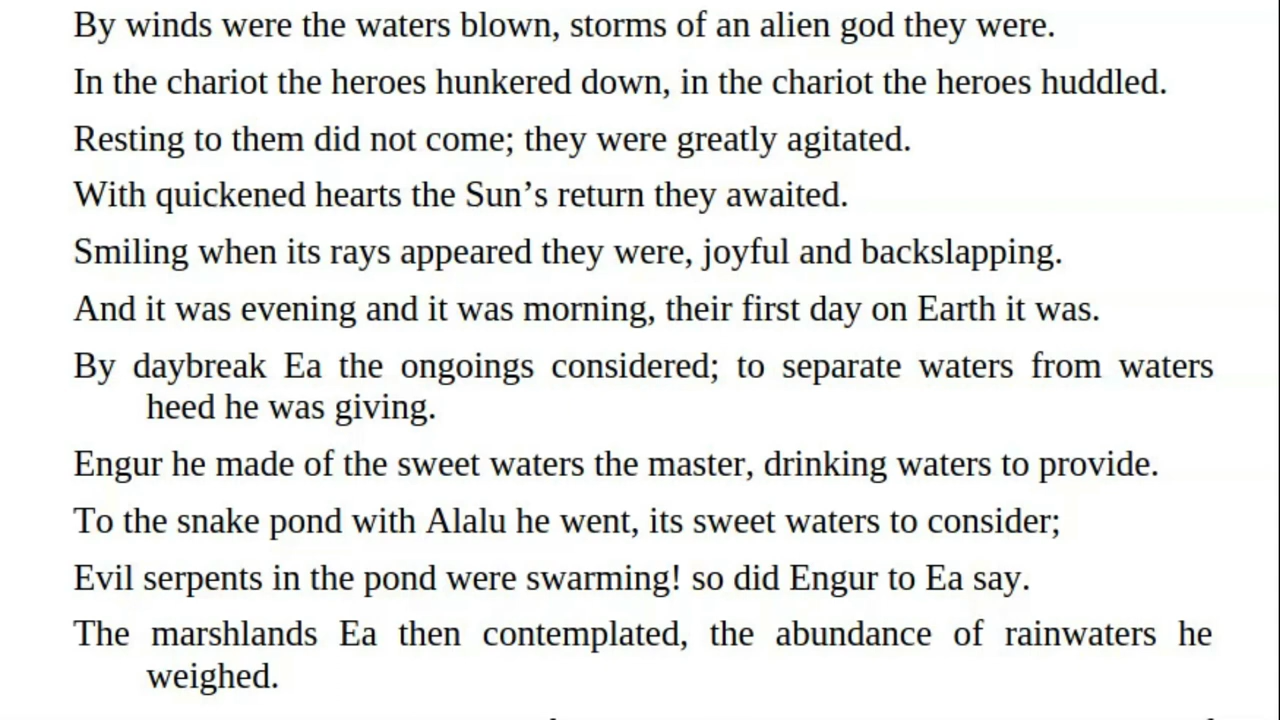 By winds were the waters blown, storms of an alien god they were.
In the chariot the heroes hunkered down, in the chariot the heroes huddled.
Resting to them did not come; they were greatly agitated.
With quickened hearts the Sun’s return they awaited.
Smiling when its rays appeared they were, joyful and backslapping.
And it was evening and it was morning, their first day on Earth it was.
By daybreak Ea the ongoings considered; to separate waters from waters
heed he was giving.
Engur he made of the sweet waters the master, drinking waters to provide.
To the snake pond with Alalu he went, its sweet waters to consider;
Evil serpents in the pond were swarming! so did Engur to Ea say.
The marshlands Ea then contemplated, the abundance of rainwaters he
weighed.